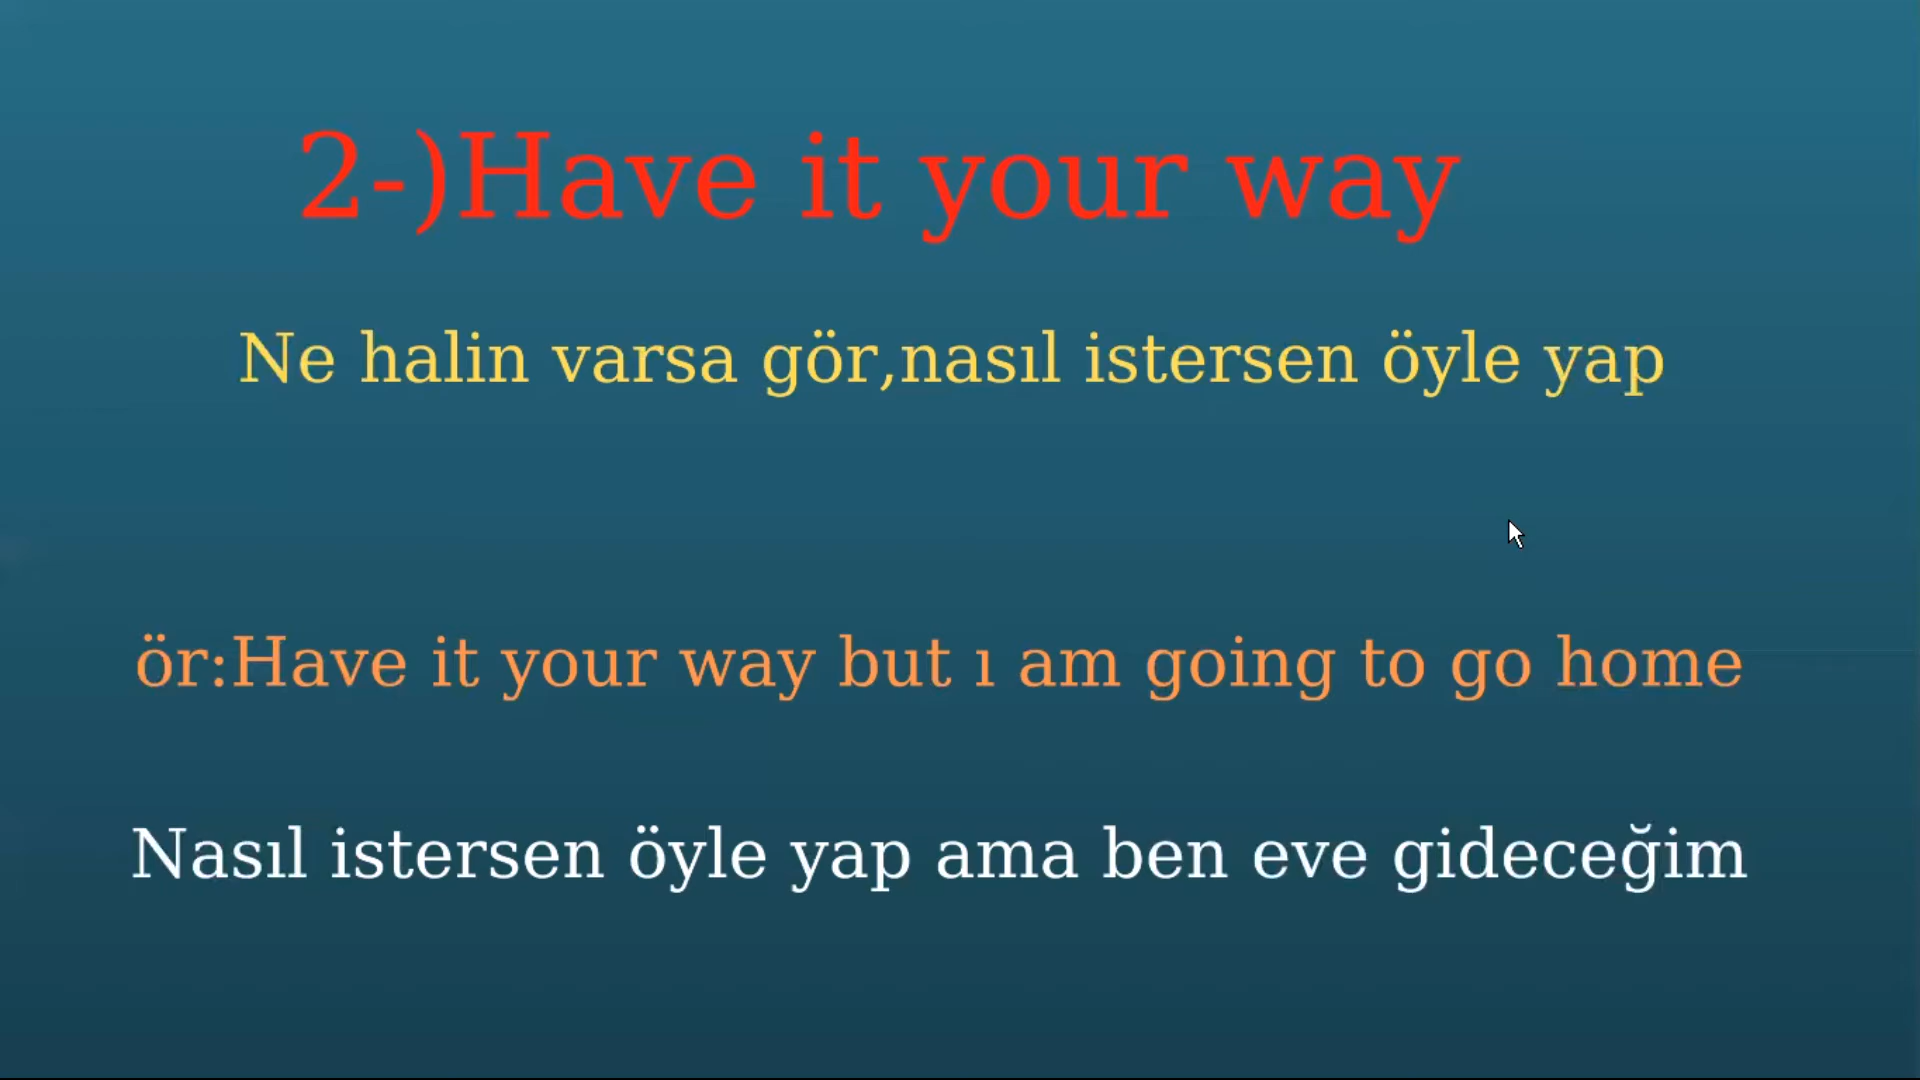 2-)Have it your way
Ne halin varsa gör,nasıl istersen öyle yap
ör:Have it your way but ı am going to go home
Nasıl istersen öyle yap ama ben eve gideceğim